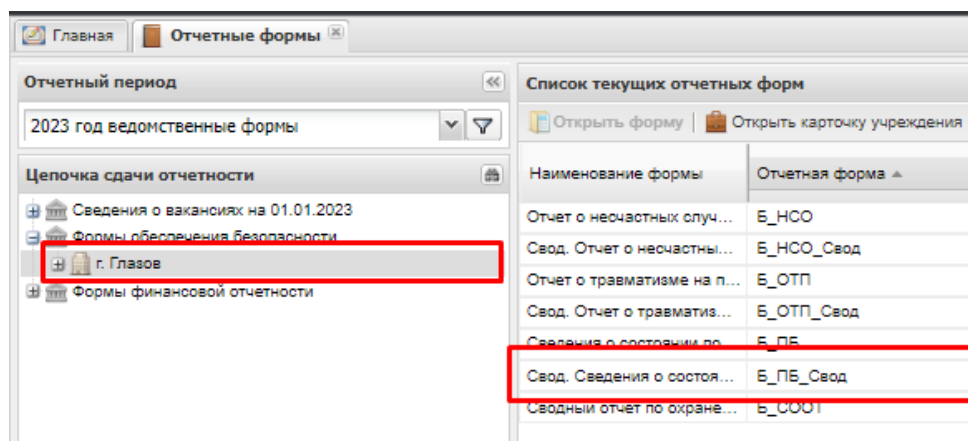 Главная
Отчетные формы
Отчетный период
2023 год ведомственные формы
Цепочка сдачи отчетности
Сведения о вакансиях на 01.01.2023
Формы обеспечения безопасности
г. Глазов
Формы финансовой отчетности
Список текущих отчетных форм
Открыть форму
Открыть карточку учреждения
Наименование формы Отчетная форма
Отчет о несчастных случ... Б_НСО
Свод. Отчет о несчастны... Б_НСО_Свод
Отчет о травматизме на п... Б_ОТП
Свод. Отчет о травматиз... Б_ОТП_Свод
Сведения о состоянии по... Б_ПБ
Свод. Сведения о состоя... Б_ПБ_Свод
Сводный отчет по охране... Б_СООТ